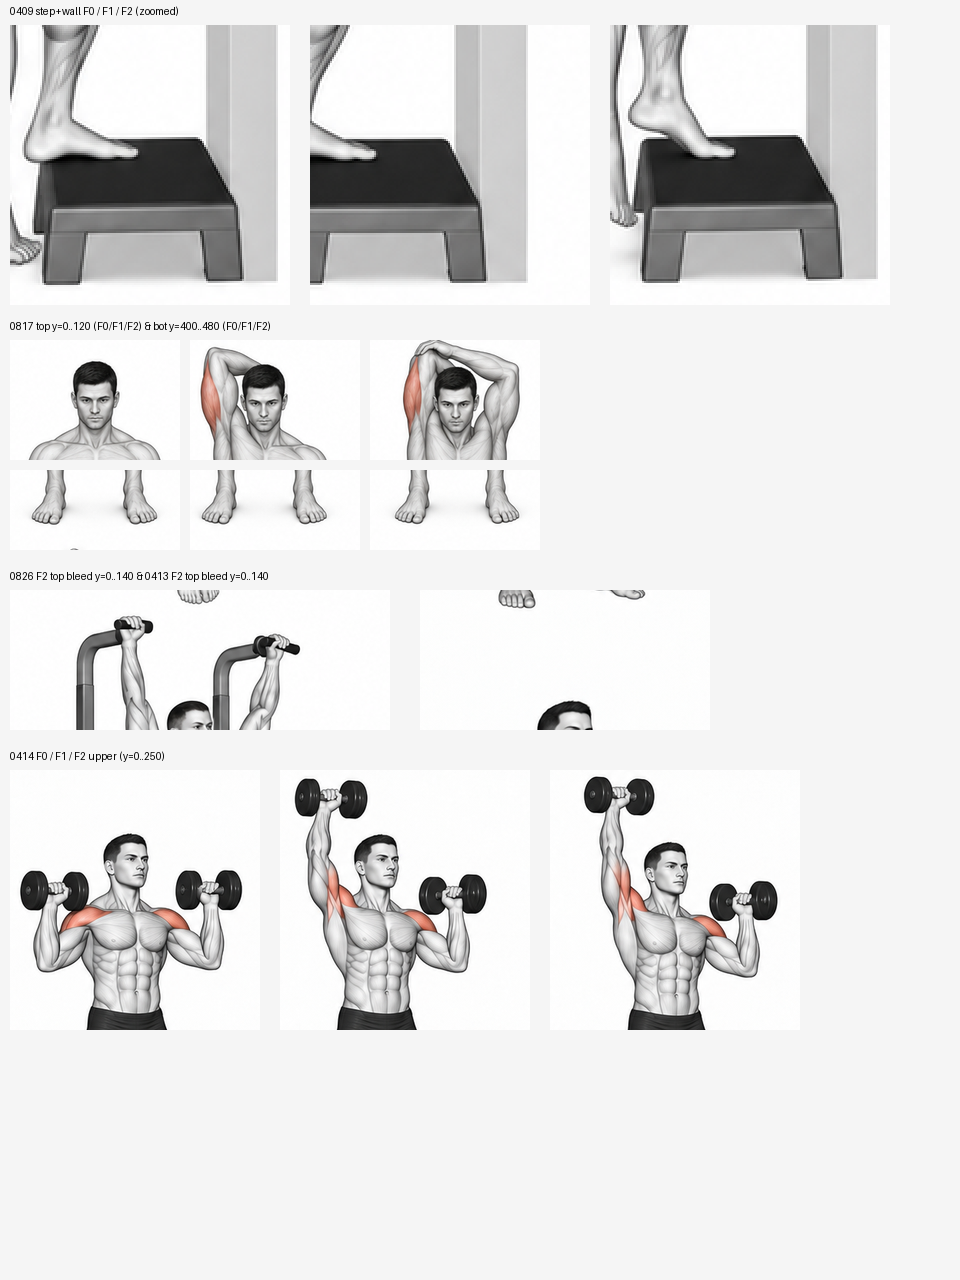 0409 step+wall F0 / F1 / F2 (zoomed)
0817 top y=0..120 (F0/F1/F2) & bot y=400..480 (F0/F1/F2)
0826 F2 top bleed y=0..140 & 0413 F2 top bleed y=0..140
0414 F0 / F1 / F2 upper (y=0..250)